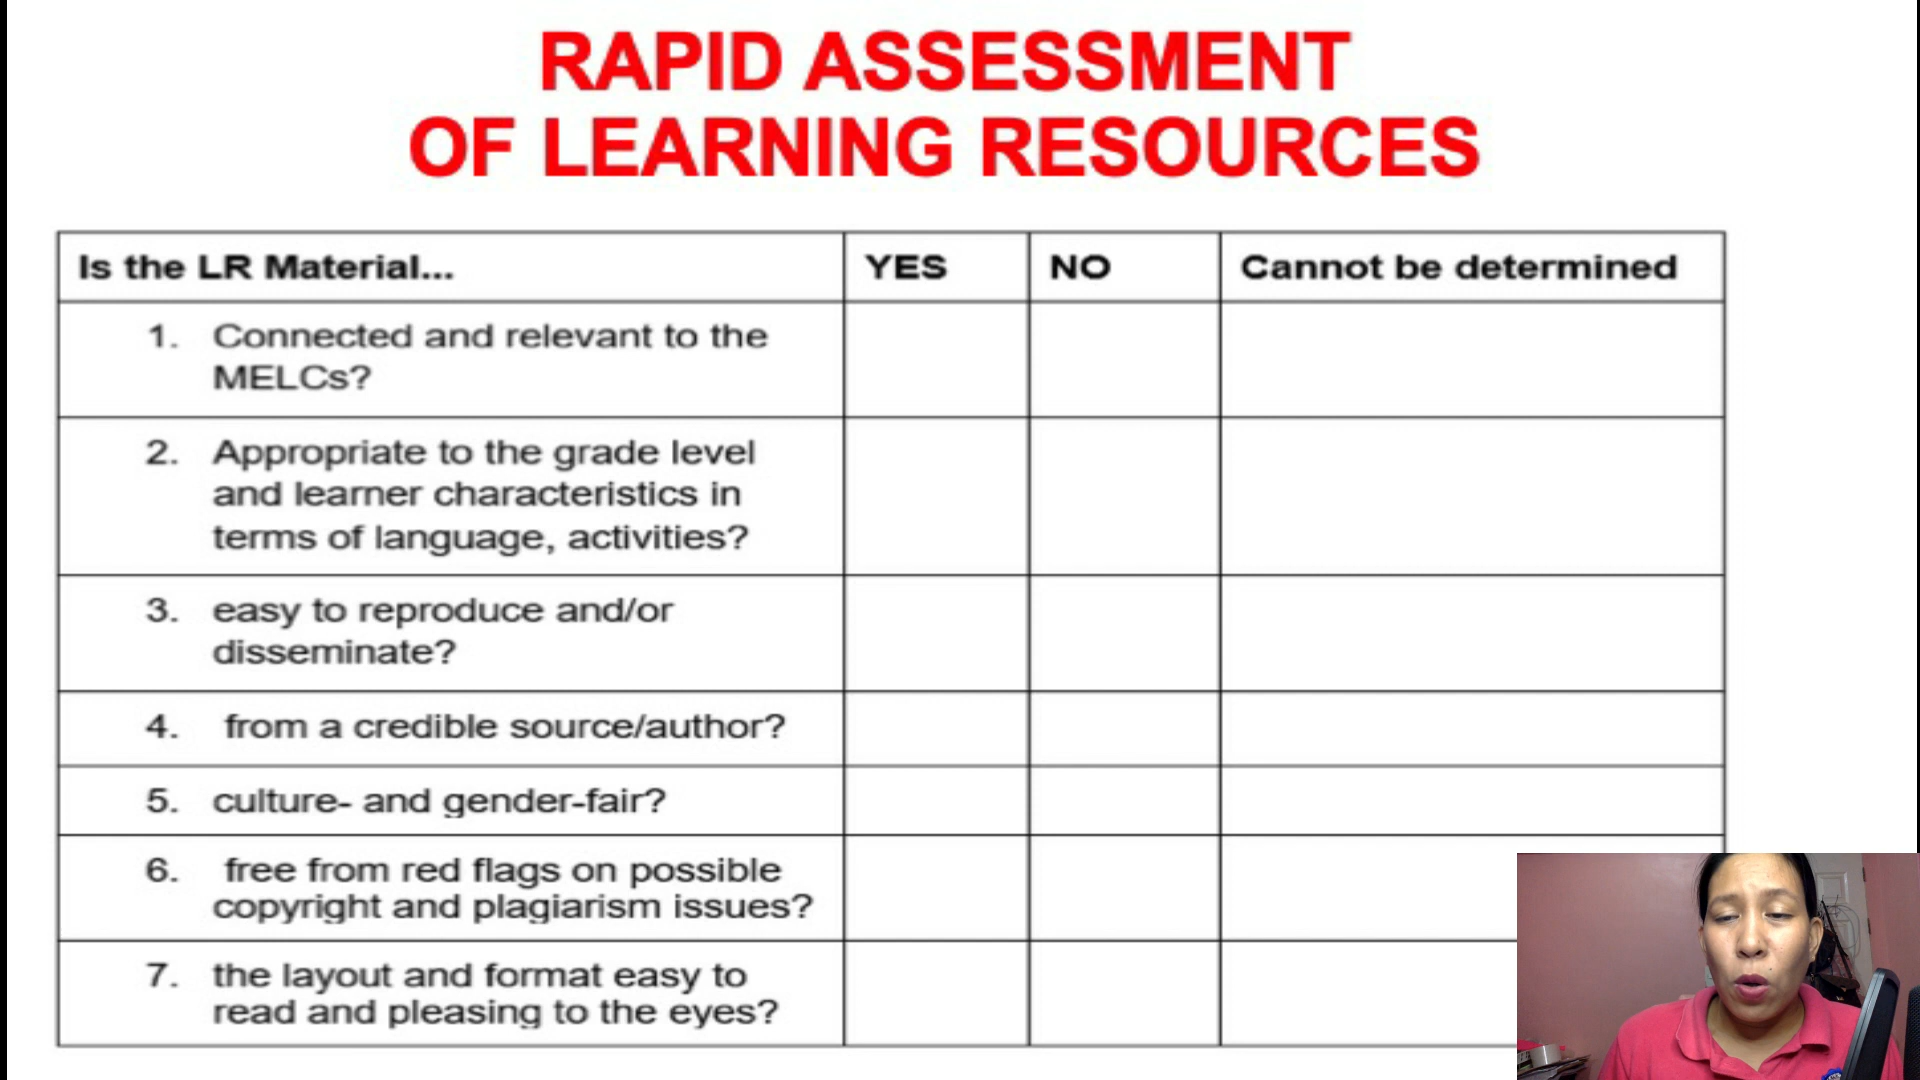 RAPID ASSESSMENT
OF LEARNING RESOURCES
Is the LR Material... YES NO Cannot be determined
1. Connected and relevant to the
MELCs?
2. Appropriate to the grade level
and learner characteristics in
terms of language, activities?
3. easy to reproduce and/or
disseminate?
4. from a credible source/author?
5. culture- and gender-fair?
6. free from red flags on possible
copyright and plagiarism issues?
7. the layout and format easy to
read and pleasing to the eyes?